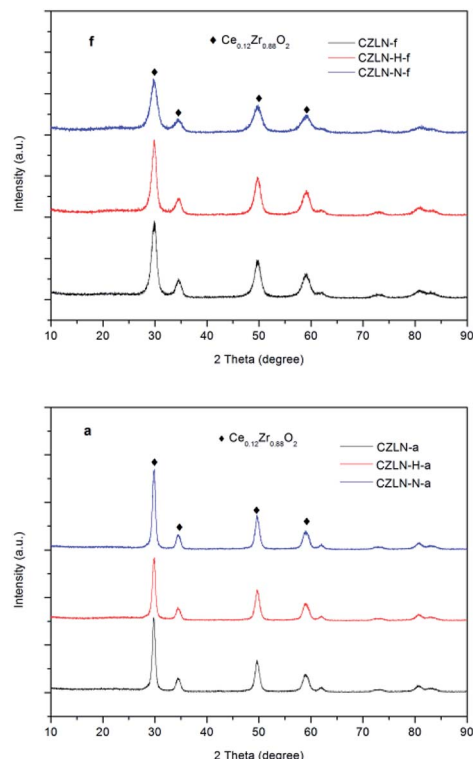 f
◆ Ce0.12Zr0.88O2
CZLN-f
CZLN-H-f
CZLN-N-f
Intensity (a.u.)
10 20 30 40 50 60 70 80 90
2 Theta (degree)
a
◆ Ce0.12Zr0.88O2
CZLN-a
CZLN-H-a
CZLN-N-a
Intensity (a.u.)
10 20 30 40 50 60 70 80 90
2 Theta (degree)